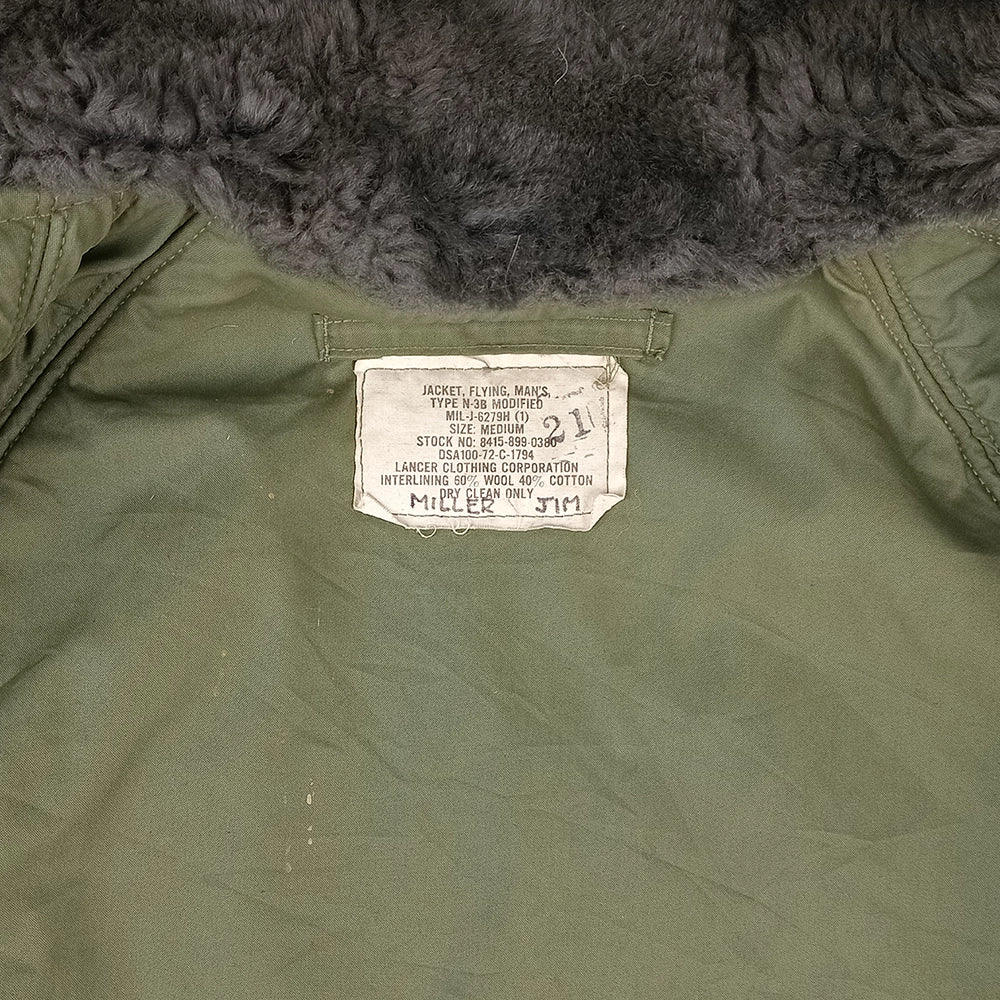 JACKET, FLYING, MAN'S,
TYPE N-3B MODIFIED
MIL-J-6279H (1)
SIZE: MEDIUM
21
STOCK NO: 8415-899-0380
DSA100-72-C-1794
LANCER CLOTHING CORPORATION
INTERLINING 60% WOOL 40% COTTON
DRY CLEAN ONLY
MILLER JIM